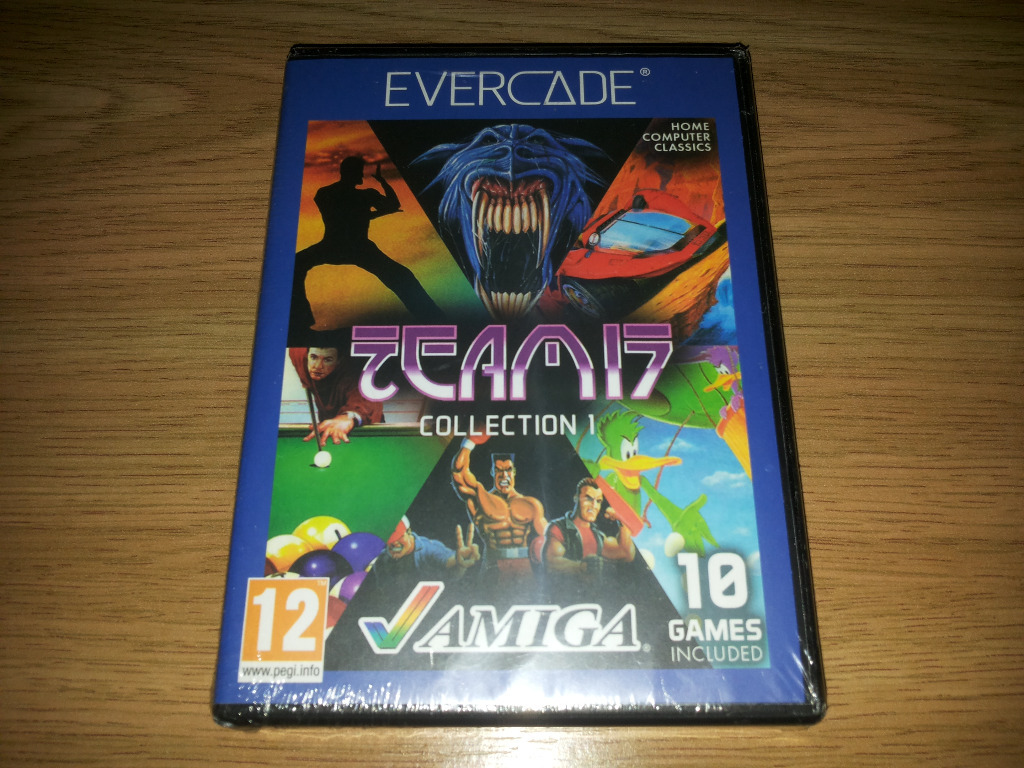 EVERCADE®
HOME
COMPUTER
CLASSICS
TEAM17
COLLECTION 1
AMIGA®
10
GAMES
INCLUDED
12
www.pegi.info